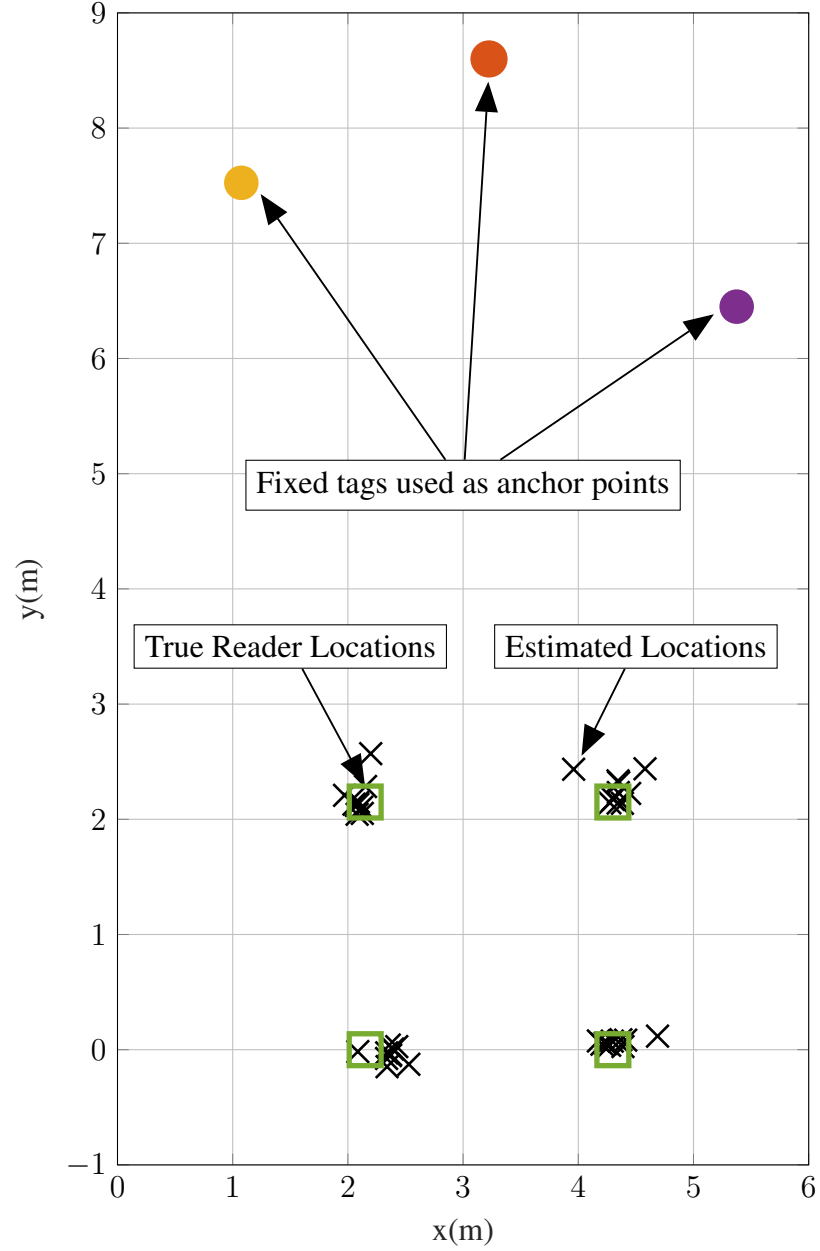 9
8
7
6
Fixed tags used as anchor points
5
y(m)
4
True Reader Locations
Estimated Locations
3
2
1
0
−1
0 1 2 3 4 5 6
x(m)